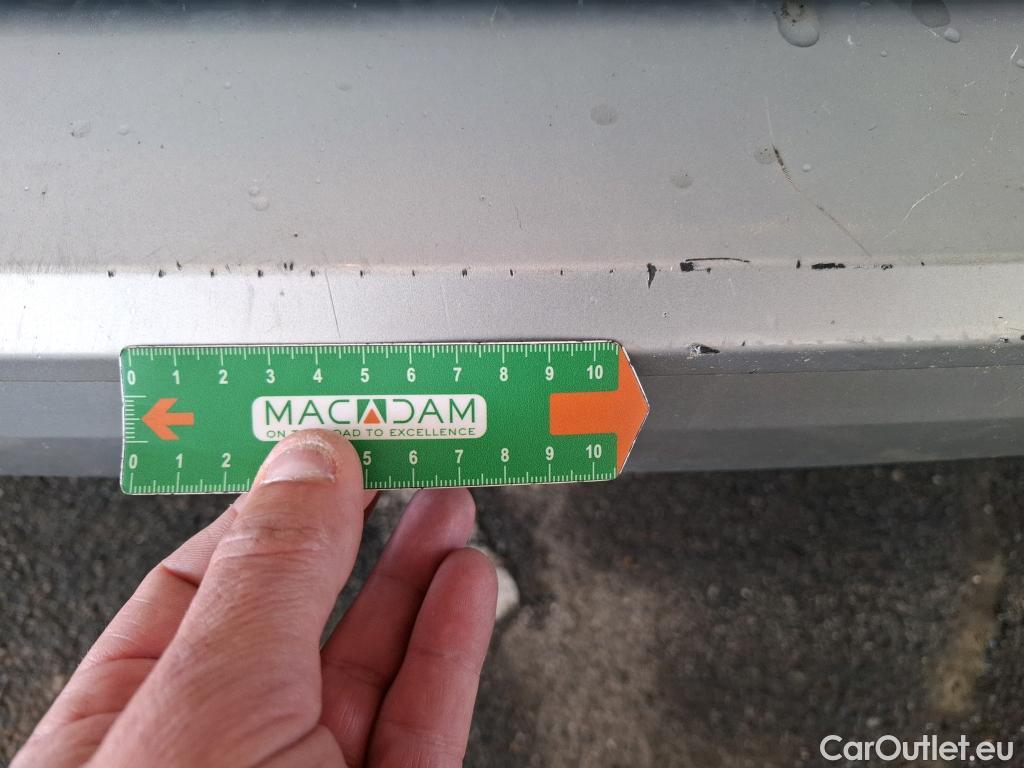 0 1 2 3 4 5 6 7 8 9 10
MACADAM
ON TOAD TO EXCELLENCE
0 1 2 5 6 7 8 9 10
CarOutlet.eu